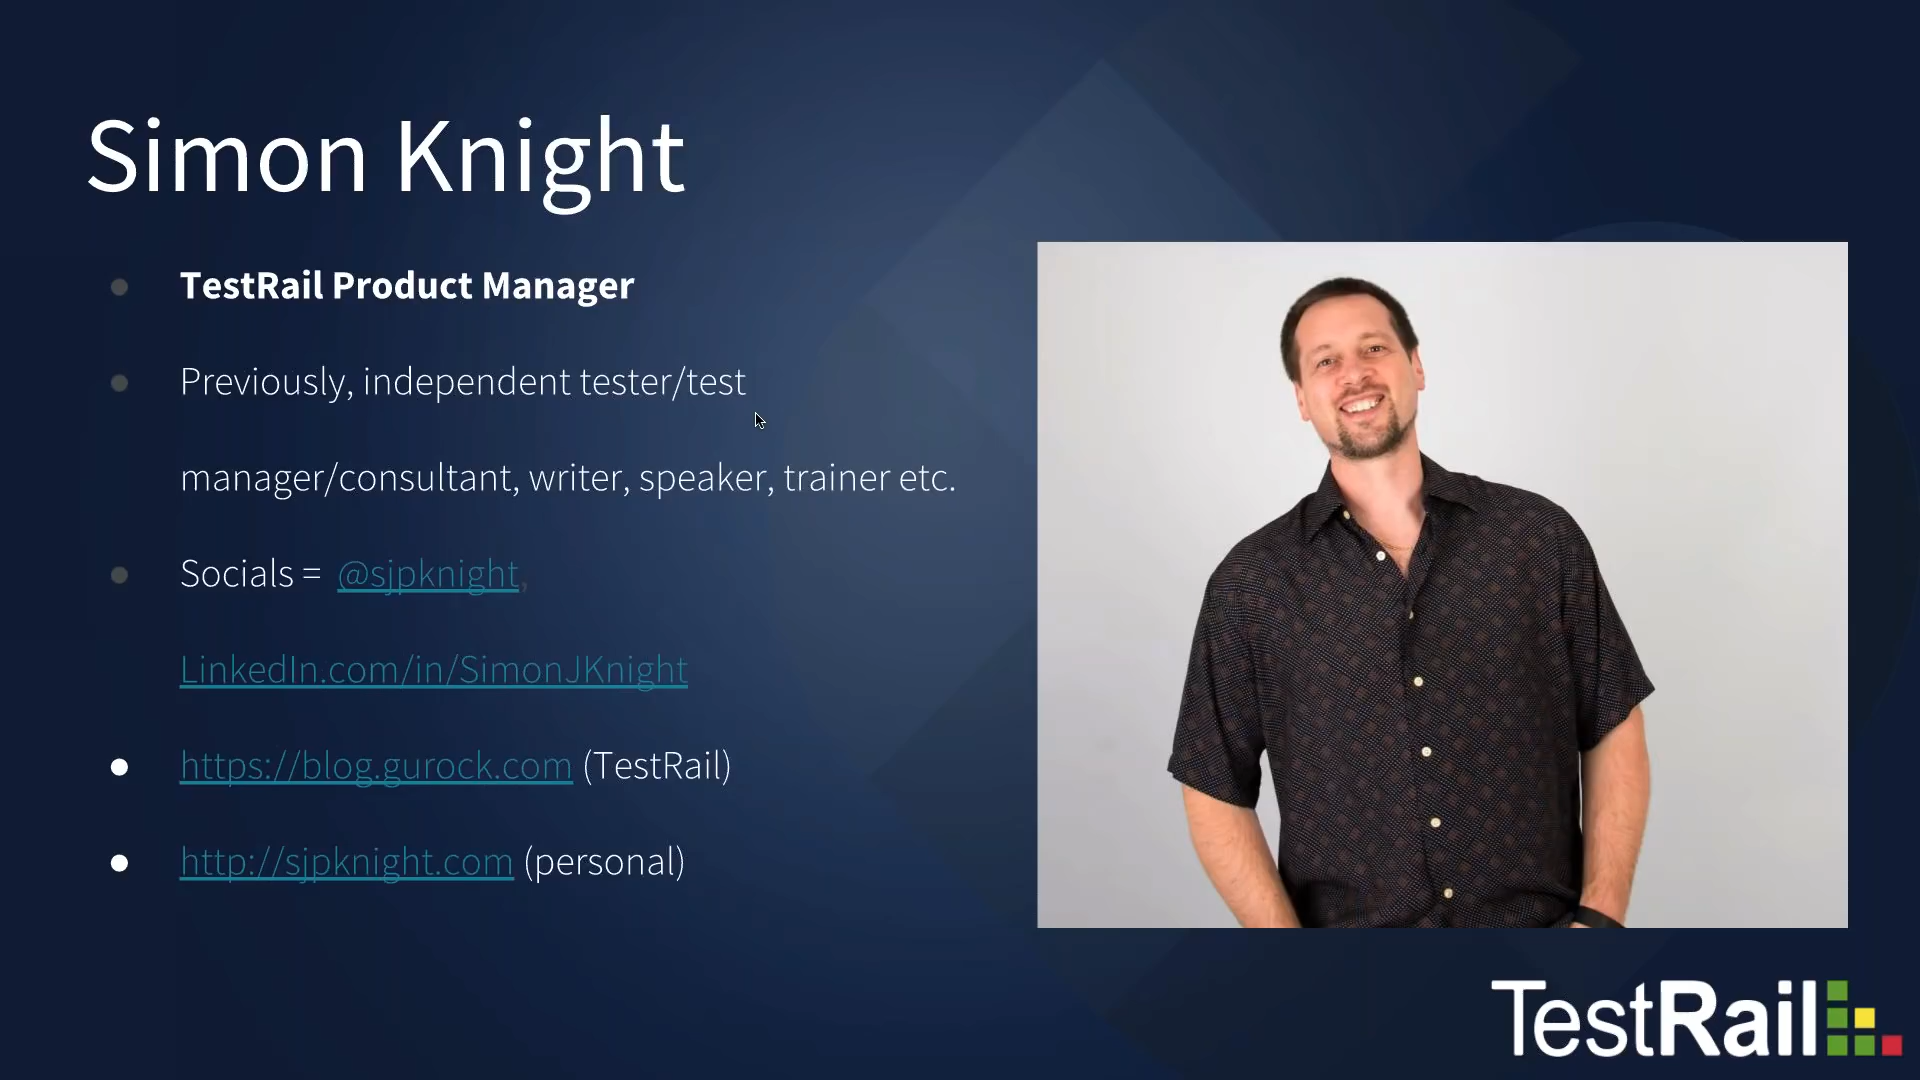 Simon Knight
TestRail Product Manager
Previously, independent tester/test
manager/consultant, writer, speaker, trainer etc.
Socials = @sjpknight,
LinkedIn.com/in/SimonJKnight
https://blog.gurock.com (TestRail)
http://sjpknight.com (personal)
TestRail